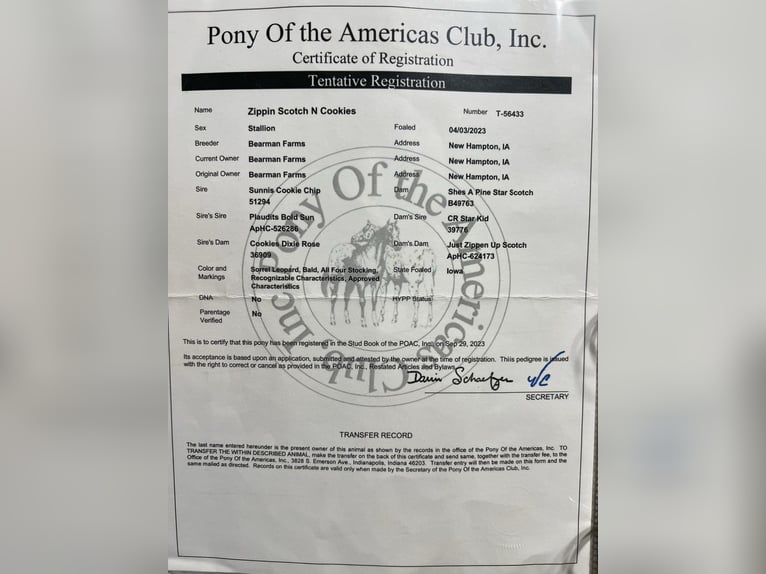 Pony Of the Americas Club, Inc.
Certificate of Registration
Tentative Registration
Name Zippin Scotch N Cookies Number T-56433
Sex Stallion Foaled 04/03/2023
Breeder Bearman Farms Address New Hampton, IA
Current Owner Bearman Farms Address New Hampton, IA
Original Owner Bearman Farms Address New Hampton, IA
Sire Sunnis Cookie Chip Dam Shes A Pine Star Scotch
51294 B49763
Sire's Sire Plaudits Bold Sun Dam's Sire CR Star Kid
ApHC-526286 39776
Sire's Dam Cookies Dixie Rose Dam's Dam Just Zippen Up Scotch
36909 ApHC-624173
Color and Markings Sorrel Leopard, Bald, All Four Stocking, State Foaled Iowa
Recognizable Characteristics, Approved
Characteristics
DNA No HYPP Status
Parentage Verified No
Pony Of the Americas Club Inc
This is to certify that this pony has been registered in the Stud Book of the POAC, Inc. on Sep 29, 2023
Its acceptance is based upon an application, submitted and attested by the owner at the time of registration. This pedigree is issued
with the right to correct or cancel as provided in the POAC, Inc., Restated Articles and Bylaws.
SECRETARY
TRANSFER RECORD
The last name entered hereunder is the present owner of this animal as shown by the records in the office of the Pony Of the Americas, Inc. TO
TRANSFER THE WITHIN DESCRIBED ANIMAL, make the transfer on the back of this certificate and send same, together with the transfer fee, to the
Office of the Pony Of the Americas, Inc., 3828 S. Emerson Ave., Indianapolis, Indiana 46203. Transfer entry will then be made on this form and the
same mailed as directed. Records on this certificate are valid only when made by the Secretary of the Pony Of the Americas Club, Inc.